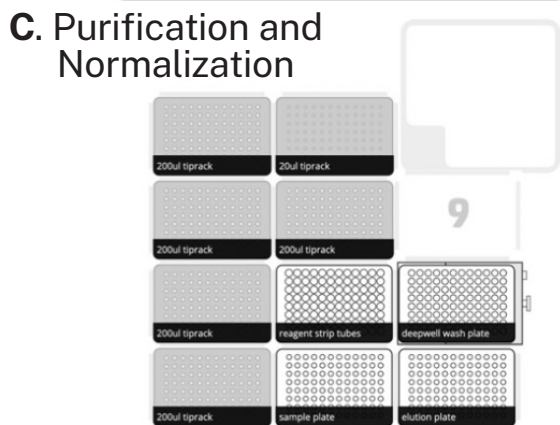 C. Purification and
Normalization
200ul tiprack
20ul tiprack
200ul tiprack
200ul tiprack
9
200ul tiprack
reagent strip tubes
deepwell wash plate
200ul tiprack
sample plate
elution plate